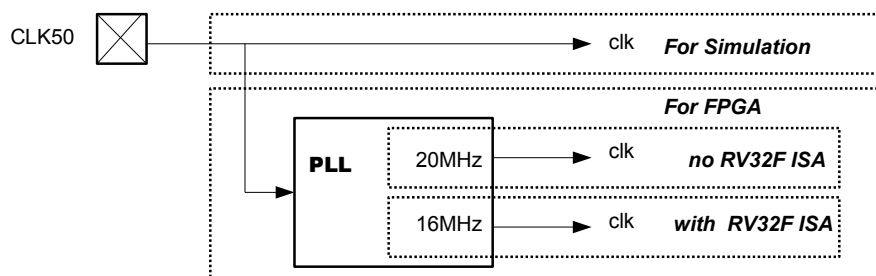 CLK50
clk For Simulation
For FPGA
PLL 20MHz clk no RV32F ISA
16MHz clk with RV32F ISA